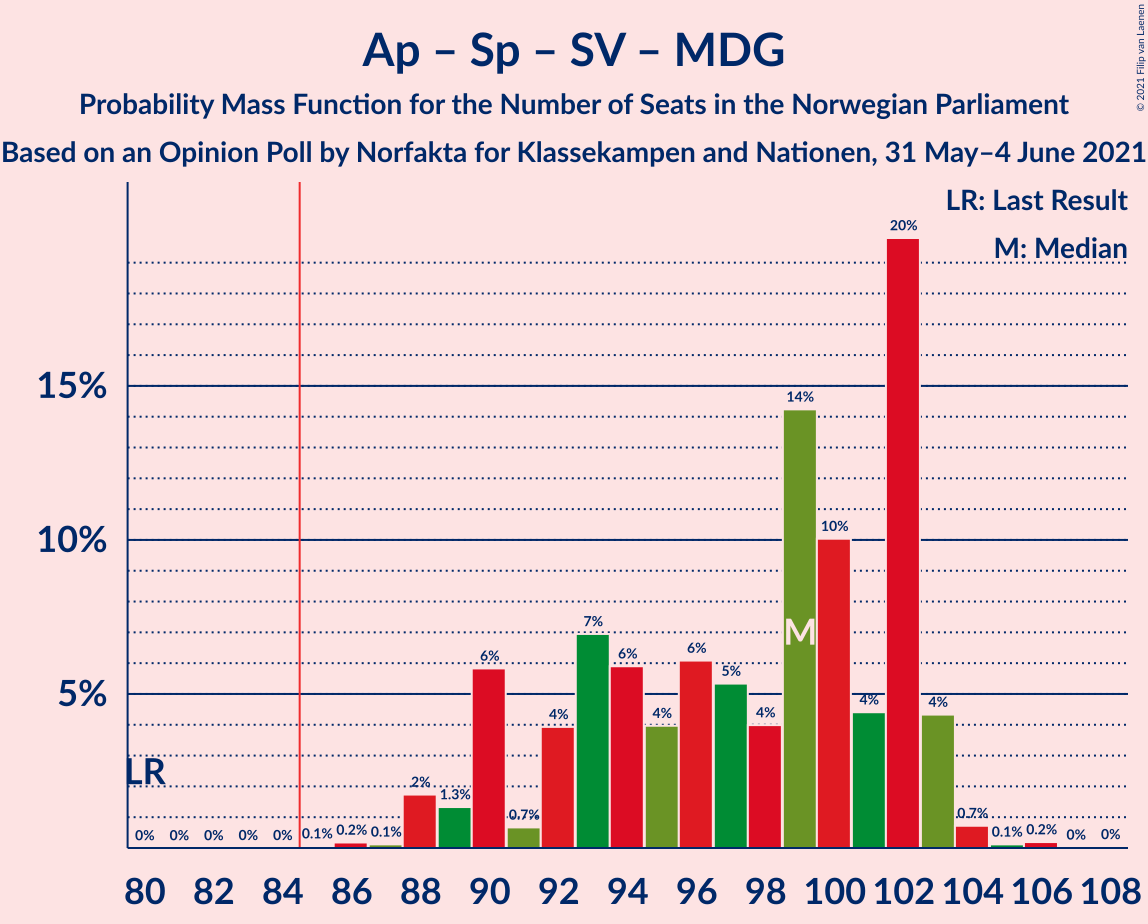 Ap – Sp – SV – MDG
Probability Mass Function for the Number of Seats in the Norwegian Parliament
Based on an Opinion Poll by Norfakta for Klassekampen and Nationen, 31 May–4 June 2021
© 2021 Filip van Laenen
LR: Last Result
M: Median
15%
10%
5%
LR
M
0% 0% 0% 0% 0% 0.1% 0.2% 0.1% 2% 1.3% 6% 0.7% 4% 7% 6% 4% 6% 5% 4% 14% 10% 4% 20% 4% 0.7% 0.1% 0.2% 0% 0%
80 82 84 86 88 90 92 94 96 98 100 102 104 106 108